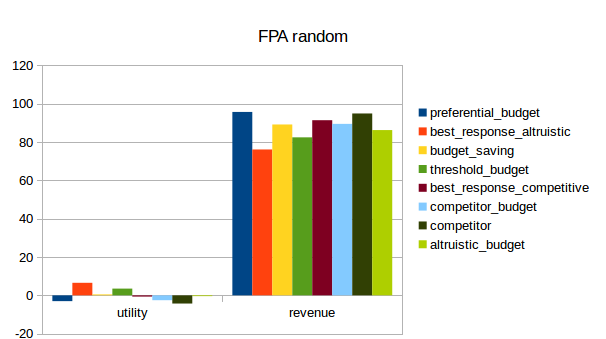 FPA random
120
100
80
60
40
20
0
-20
utility
revenue
preferential_budget
best_response_altruistic
budget_saving
threshold_budget
best_response_competitive
competitor_budget
competitor
altruistic_budget